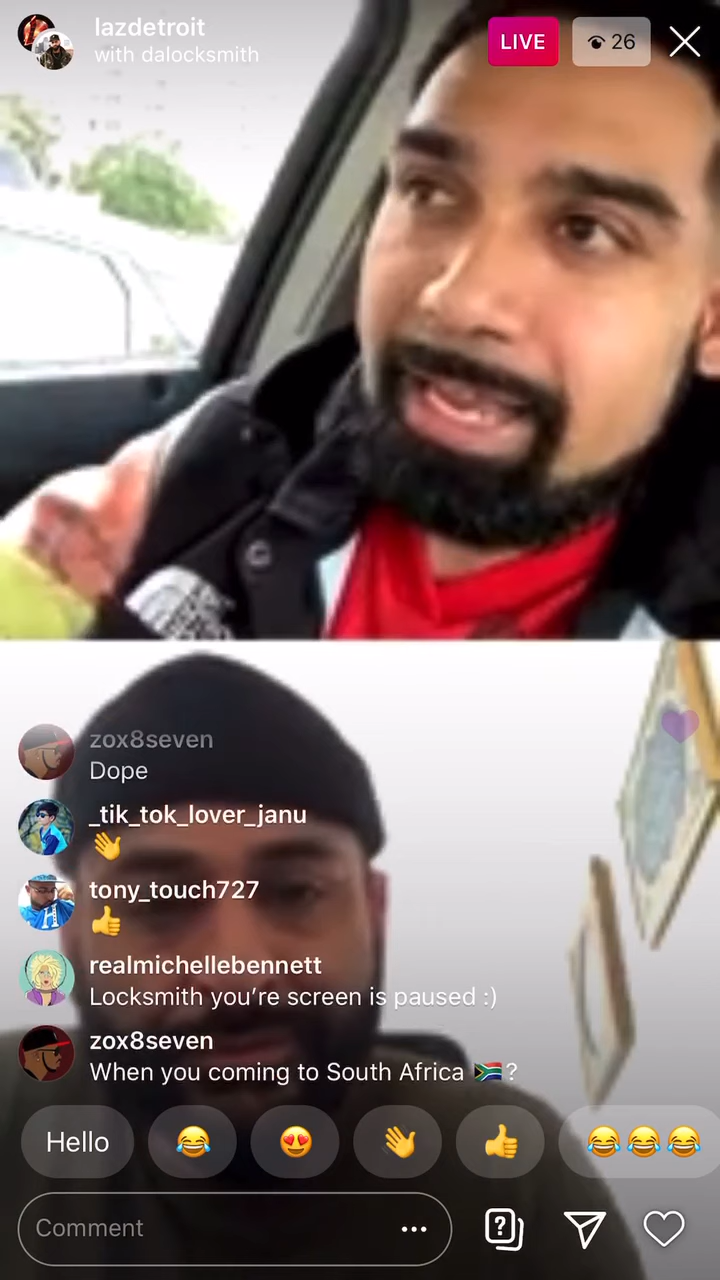 lazdetroit
with dalocksmith
LIVE
26
zox8seven
Dope
_tik_tok_lover_janu
👋
tony_touch727
👍
realmichellebennett
Locksmith you’re screen is paused :)
zox8seven
When you coming to South Africa 🇿🇦?
Hello 😂 😍 👋 👍 😂😂😂
Comment